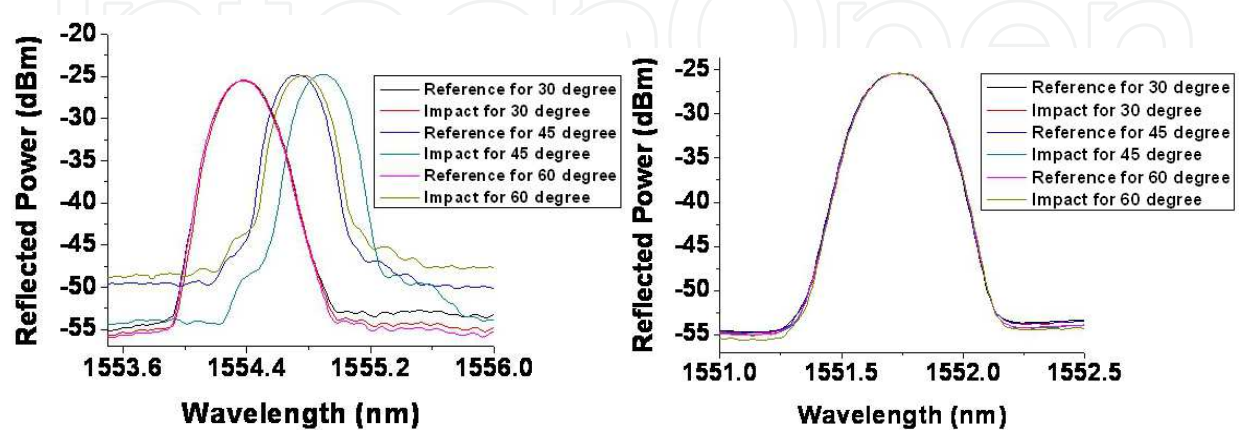 InTechOpen
Reflected Power (dBm)
-20
-25
-30
-35
-40
-45
-50
-55
Reference for 30 degree
Impact for 30 degree
Reference for 45 degree
Impact for 45 degree
Reference for 60 degree
Impact for 60 degree
1553.6 1554.4 1555.2 1556.0
Wavelength (nm)
Reflected Power (dBm)
-25
-30
-35
-40
-45
-50
-55
Reference for 30 degree
Impact for 30 degree
Reference for 45 degree
Impact for 45 degree
Reference for 60 degree
Impact for 60 degree
1551.0 1551.5 1552.0 1552.5
Wavelength (nm)